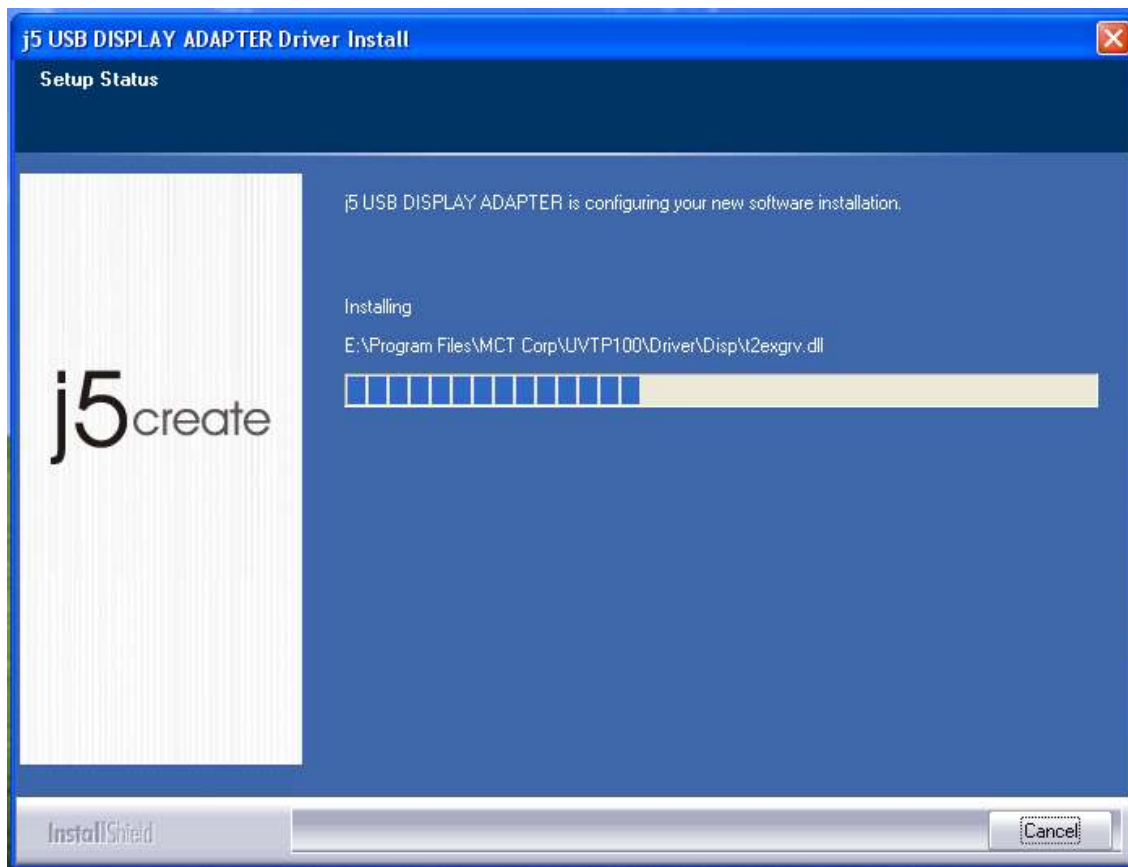 j5 USB DISPLAY ADAPTER Driver Install
Setup Status
j5 USB DISPLAY ADAPTER is configuring your new software installation.
Installing
E:\Program Files\MCT Corp\UVTP100\Driver\Disp\t2exgrv.dll
j5create
InstallShield
Cancel